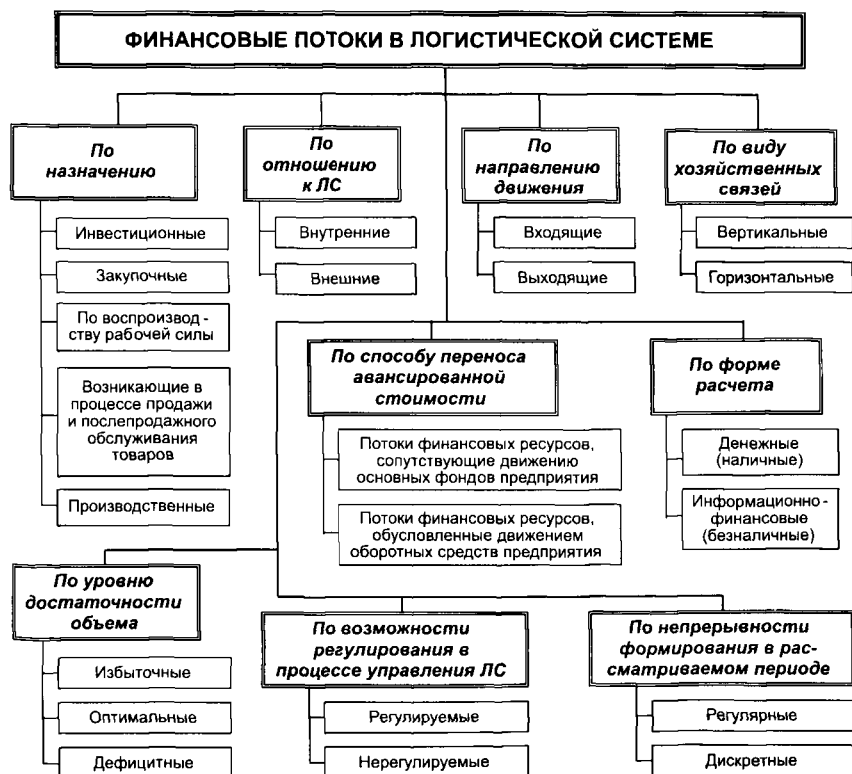 ФИНАНСОВЫЕ ПОТОКИ В ЛОГИСТИЧЕСКОЙ СИСТЕМЕ
По
назначению
Инвестиционные
Закупочные
По воспроизвод -
ству рабочей силы
Возникающие в
процессе продажи
и послепродажного
обслуживания
товаров
Производственные
По
отношению
к ЛС
Внутренние
Внешние
По
направлению
движения
Входящие
Выходящие
По виду
хозяйственных
связей
Вертикальные
Горизонтальные
По способу переноса
авансированной
стоимости
Потоки финансовых ресурсов,
сопутствующие движению
основных фондов предприятия
Потоки финансовых ресурсов,
обусловленные движением
оборотных средств предприятия
По форме
расчета
Денежные
(наличные)
Информационно -
финансовые
(безналичные)
По уровню
достаточности
объема
Избыточные
Оптимальные
Дефицитные
По возможности
регулирования в
процессе управления ЛС
Регулируемые
Нерегулируемые
По непрерывности
формирования в рас-
сматриваемом периоде
Регулярные
Дискретные